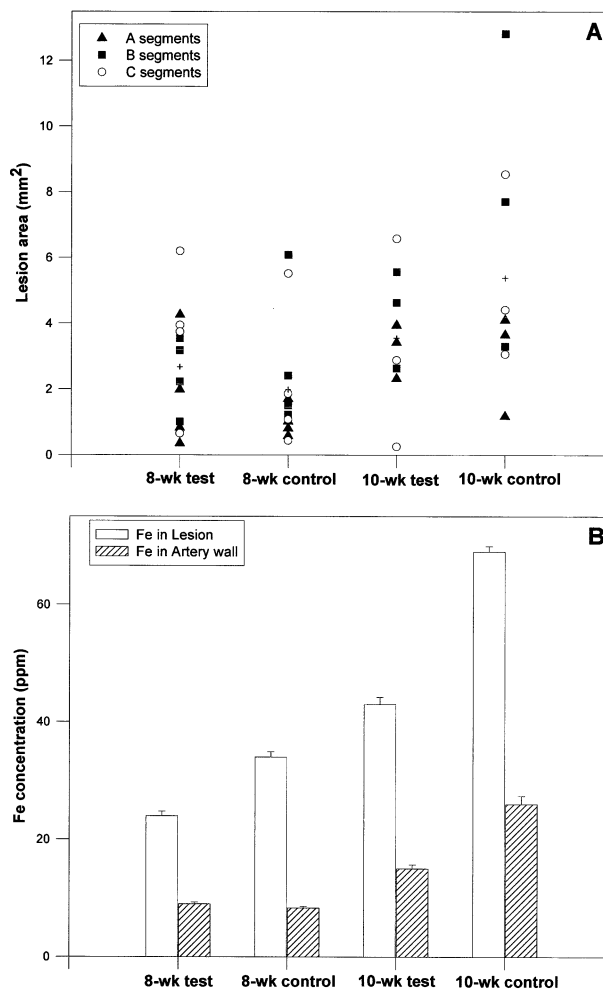 A
A segments
B segments
C segments
12
10
8
6
4
2
0
Lesion area (mm²)
8-wk test 8-wk control 10-wk test 10-wk control
B
Fe in Lesion
Fe in Artery wall
60
40
20
0
Fe concentration (ppm)
8-wk test 8-wk control 10-wk test 10-wk control